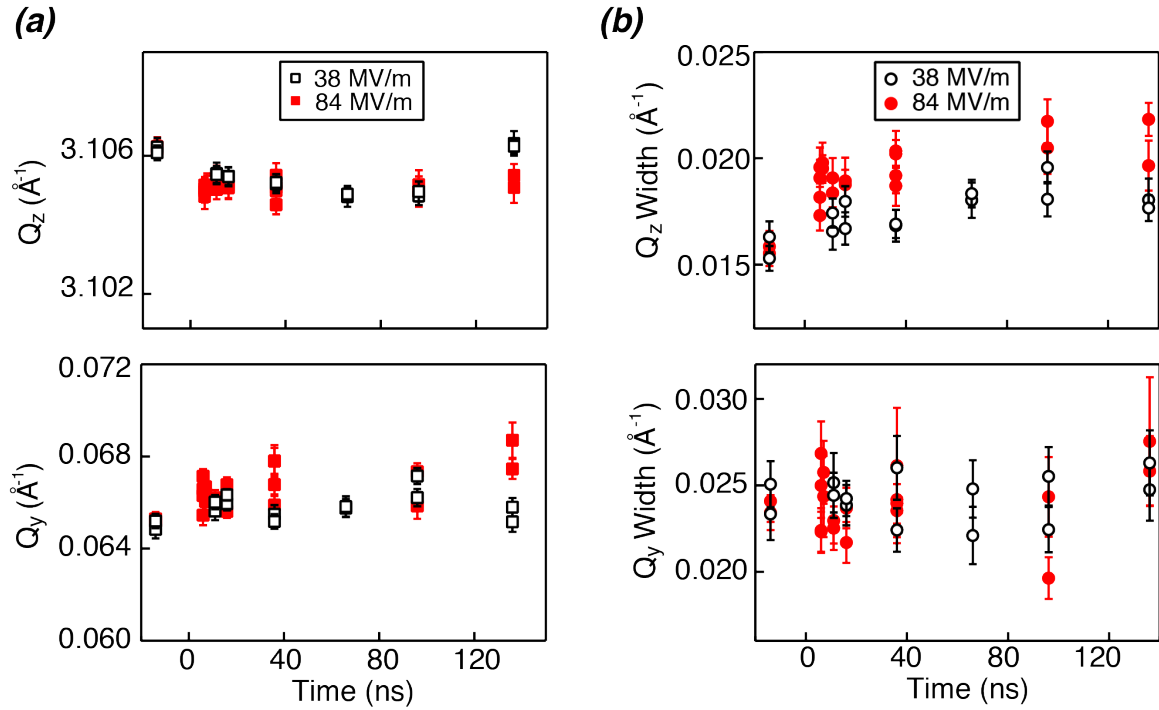 (a)
38 MV/m
84 MV/m
3.106
3.102
Qz (Å-1)
0.072
0.068
0.064
0.060
Qy (Å-1)
0
40
80
120
Time (ns)
(b)
0.025
0.020
0.015
Qz Width (Å-1)
38 MV/m
84 MV/m
0.030
0.025
0.020
Qy Width (Å-1)
0
40
80
120
Time (ns)